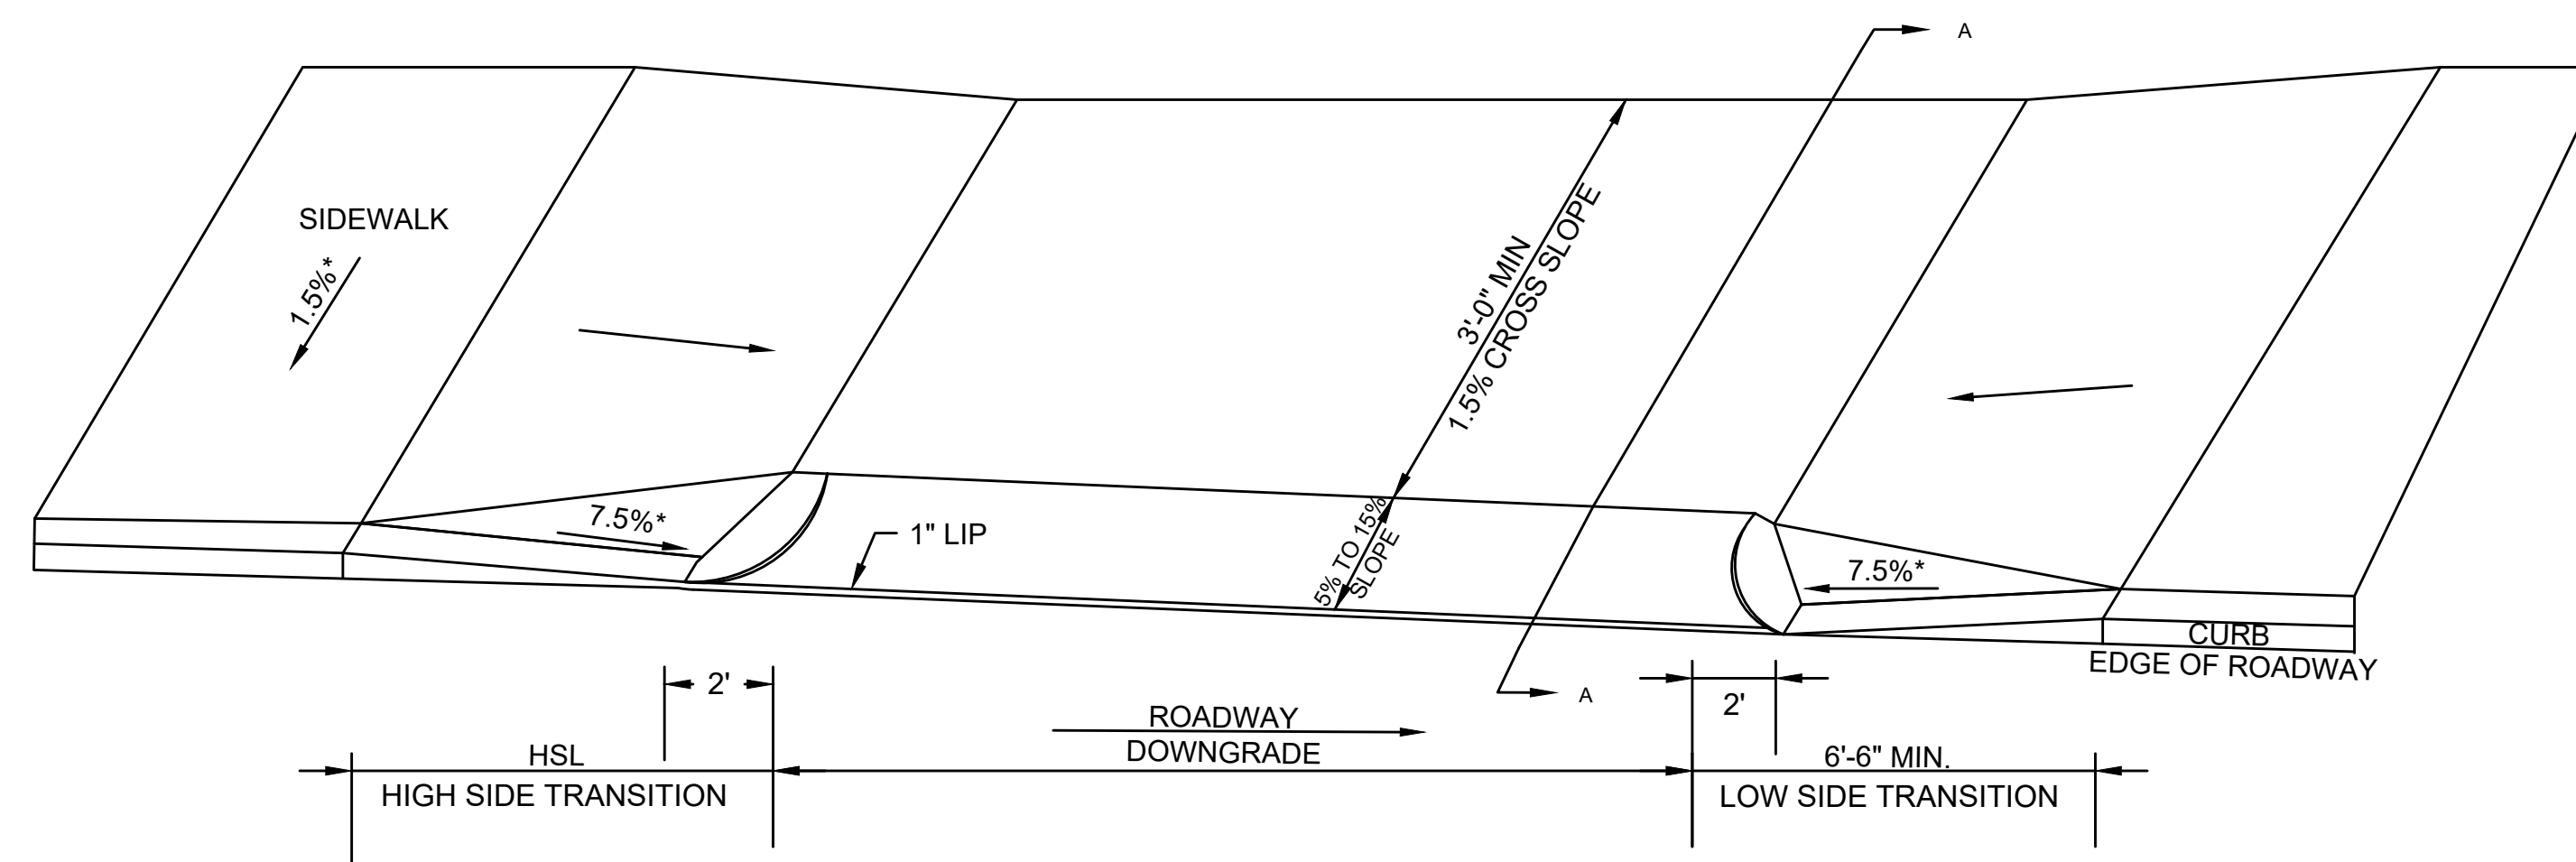 A
SIDEWALK
1.5%*
3'-0" MIN
1.5% CROSS SLOPE
7.5%*
1" LIP
5% TO 15%
SLOPE
7.5%*
CURB
EDGE OF ROADWAY
2'
A
2'
ROADWAY
DOWNGRADE
HSL
HIGH SIDE TRANSITION
6'-6" MIN.
LOW SIDE TRANSITION